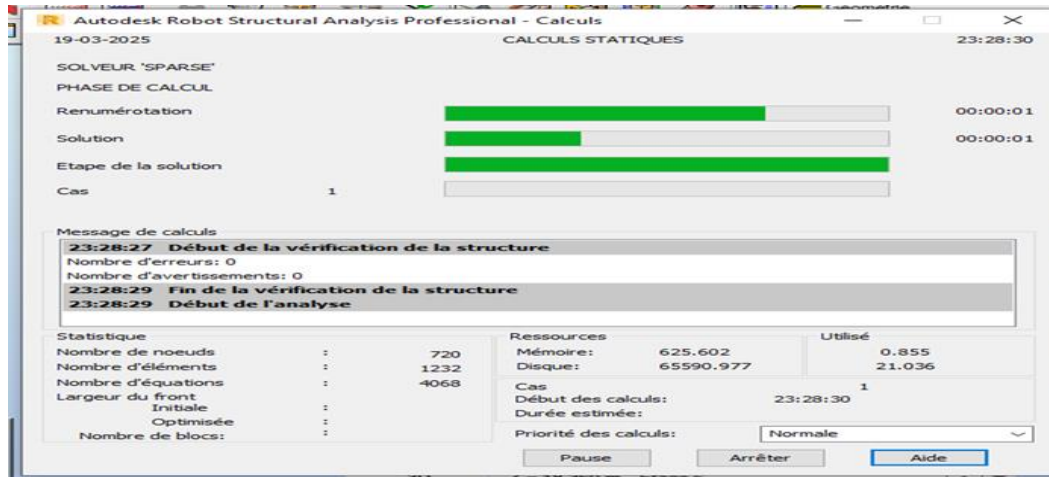 Autodesk Robot Structural Analysis Professional - Calculs
19-03-2025 CALCULS STATIQUES 23:28:30
SOLVEUR 'SPARSE'
PHASE DE CALCUL
Renumérotation 00:00:01
Solution 00:00:01
Etape de la solution
Cas 1
Message de calculs
23:28:27 Début de la vérification de la structure
Nombre d'erreurs: 0
Nombre d'avertissements: 0
23:28:29 Fin de la vérification de la structure
23:28:29 Début de l'analyse
Statistique
Nombre de noeuds : 720
Nombre d'éléments : 1232
Nombre d'équations : 4068
Largeur du front
Initiale :
Optimisée :
Nombre de blocs: :
Ressources Utilisé
Mémoire: 625.602 0.855
Disque: 65590.977 21.036
Cas 1
Début des calculs: 23:28:30
Durée estimée:
Priorité des calculs: Normale
Pause Arrêter Aide